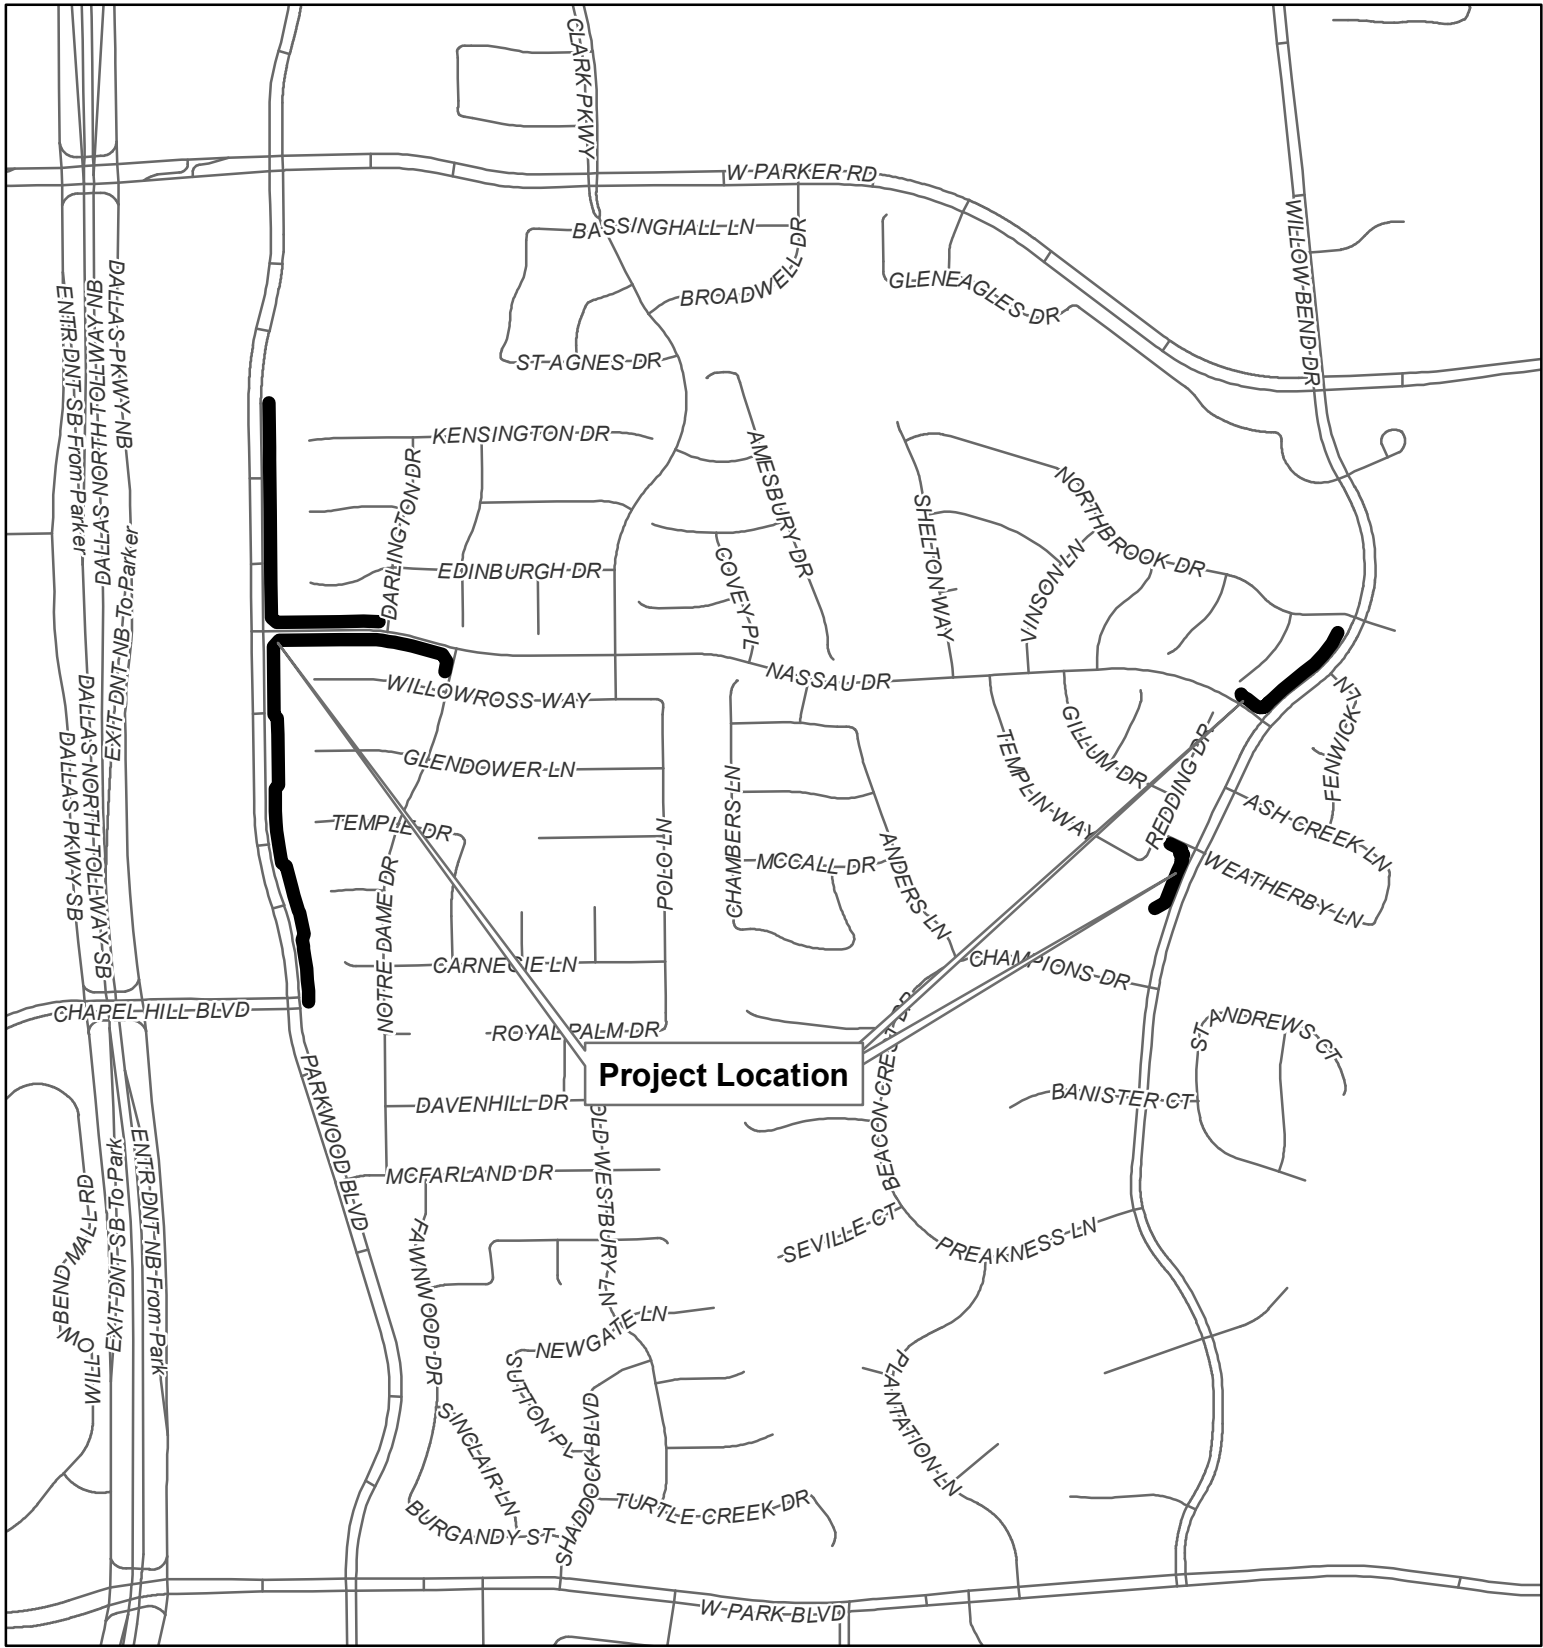 CLARK PKWY
W PARKER RD
BASSINGHALL LN
BROADWELL DR
GLENEAGLES DR
WILLOW BEND DR
ST AGNES DR
DALLAS PKWY NB
DALLAS NORTH TOLLWAY NB
ENTR DNT SB From Parker
EXIT DNT NB To Parker
KENSINGTON DR
DARLINGTON DR
EDINBURGH DR
AMESBURY DR
COVEY PL
SHELTON WAY
NORTHBROOK DR
VINSON LN
NASSAU DR
WILLOWROSS WAY
GLENDOWER LN
TEMPLE DR
NOTRE DAME DR
CARNEGIE LN
POLO LN
CHAMBERS LN
MCCALL DR
ANDERS LN
TEMPLIN WAY
GILLUM DR
REDDING DR
FENWICK
ASH CREEK LN
WEATHERBY LN
DALLAS NORTH TOLLWAY SB
DALLAS PKWY SB
CHAPEL HILL BLVD
CHAMPIONS DR
ST ANDREWS CT
ROYAL PALM DR
Project Location
BEACON CREST DR
BANISTER CT
DAVENHILL DR
OLD WESTBURY LN
PARKWOOD BLVD
MCFARLAND DR
SEVILLE CT
PREAKNESS LN
WILLOW BEND MALL RD
EXIT DNT SB To Park
ENTR DNT NB From Park
FAWNWOOD DR
NEWGATE LN
SUTTON PL
SINCLAIR LN
SHADDOCK BLVD
PLANTATION LN
BURGANDY ST
TURTLE CREEK DR
W PARK BLVD